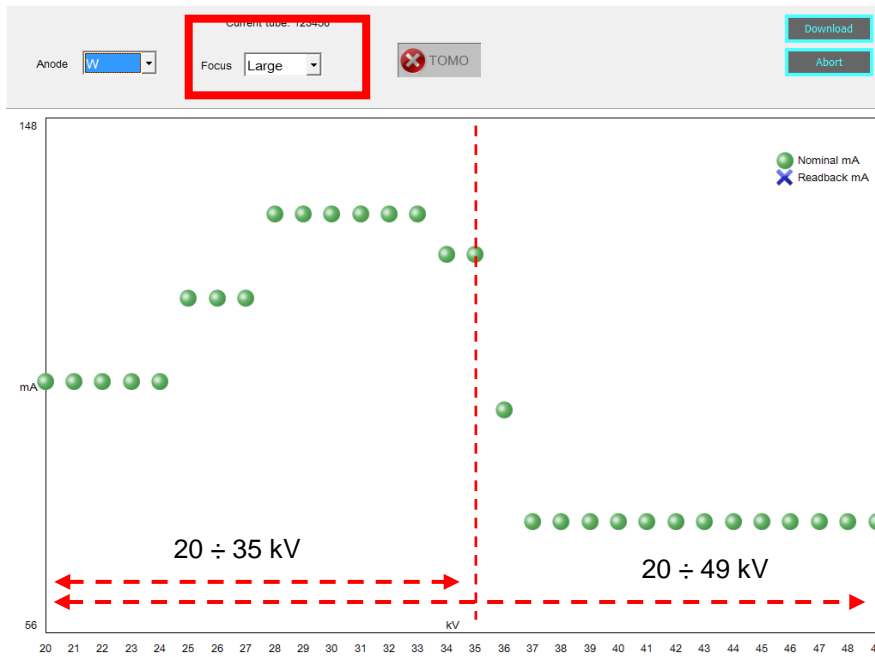 Current tube: 123456
Download
Anode W
Focus Large
TOMO
Abort
148
Nominal mA
Readback mA
mA
20 ÷ 35 kV
20 ÷ 49 kV
56
kV
20 21 22 23 24 25 26 27 28 29 30 31 32 33 34 35 36 37 38 39 40 41 42 43 44 45 46 47 48